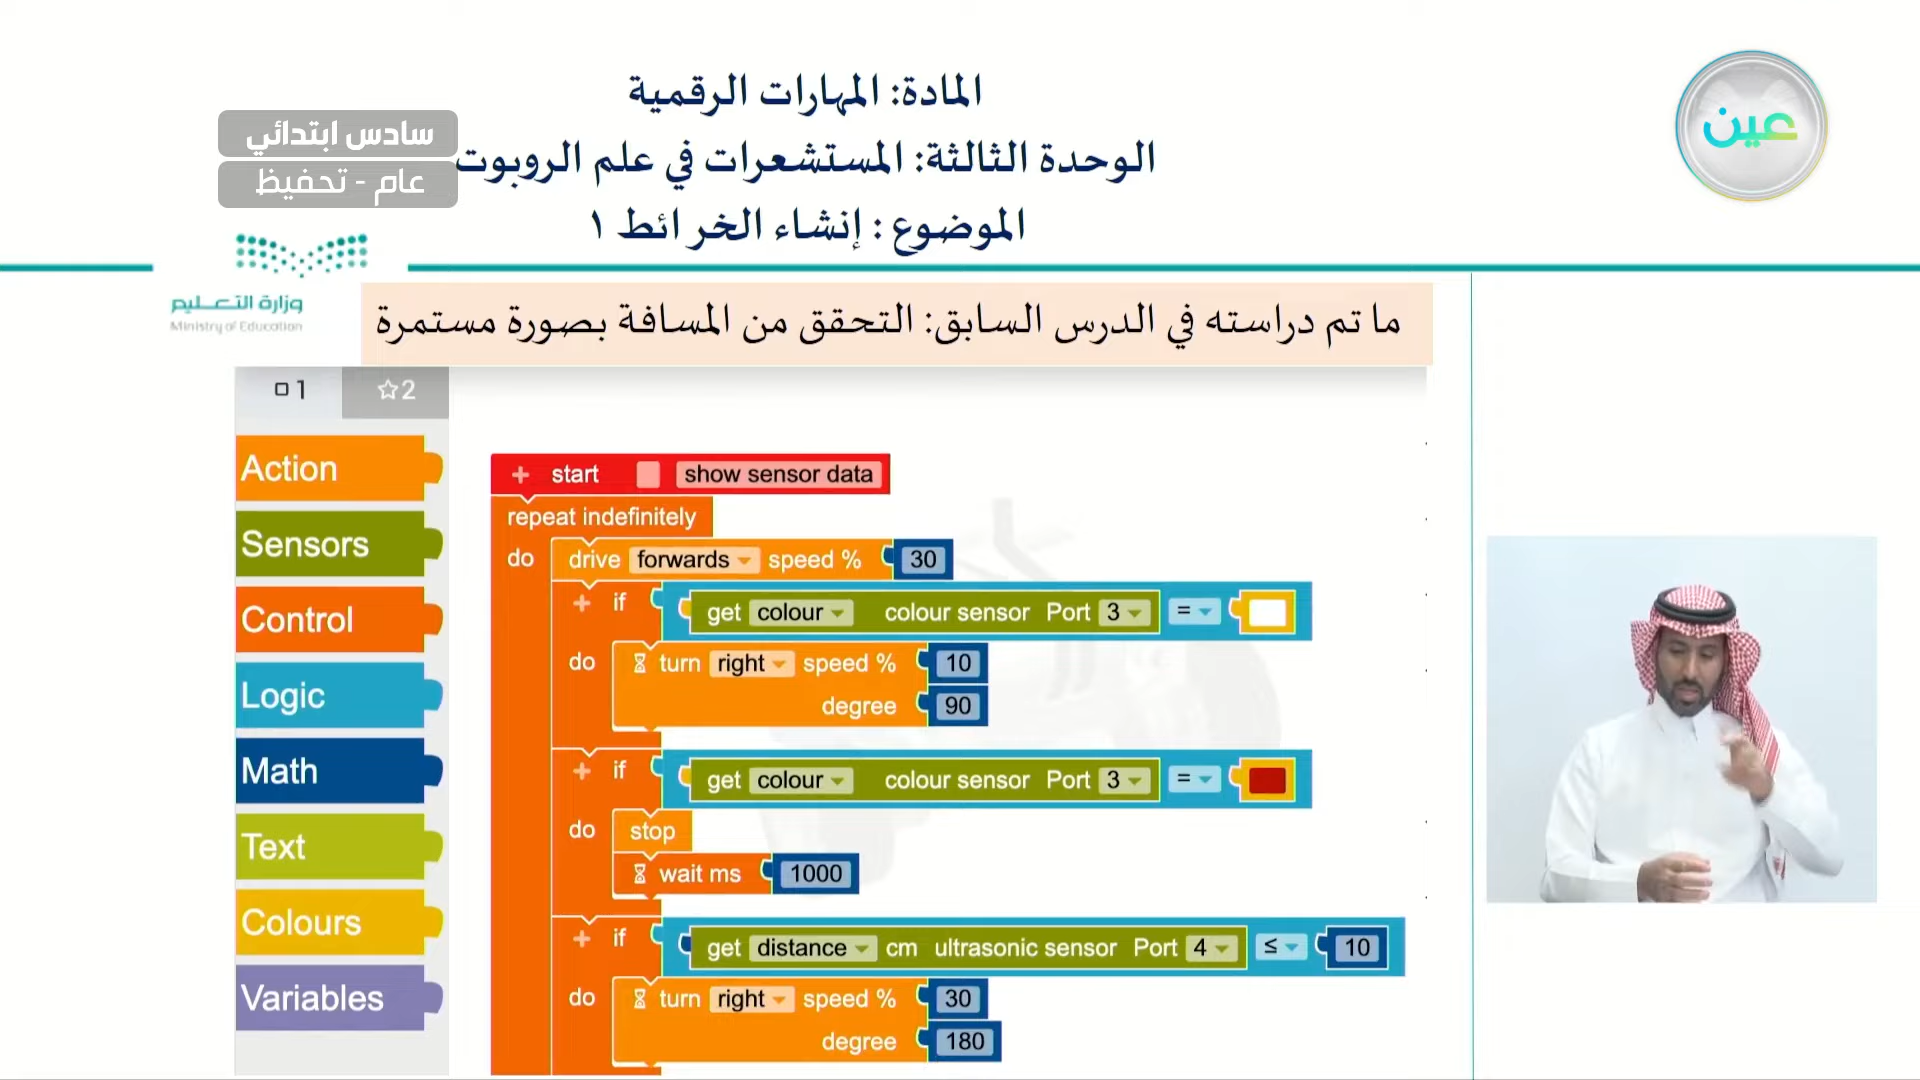 المادة: المهارات الرقمية
الوحدة الثالثة: المستشعرات في علم الروبوت
الموضوع : إنشاء الخرائط ١
سادس ابتدائي
عام - تحفيظ
عين
وزارة التعليم
Ministry of Education
ما تم دراسته في الدرس السابق: التحقق من المسافة بصورة مستمرة
1 2
Action
Sensors
Control
Logic
Math
Text
Colours
Variables
+ start show sensor data
repeat indefinitely
do drive forwards speed % 30
+ if get colour colour sensor Port 3 =
do turn right speed % 10
degree 90
+ if get colour colour sensor Port 3 =
do stop
wait ms 1000
+ if get distance cm ultrasonic sensor Port 4 ≤ 10
do turn right speed % 30
degree 180